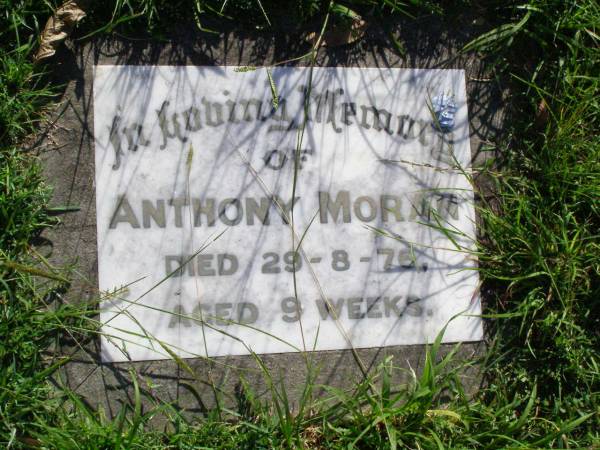 In Loving Memory
OF
ANTHONY MORAN
DIED 29-8-76.
AGED 9 WEEKS.